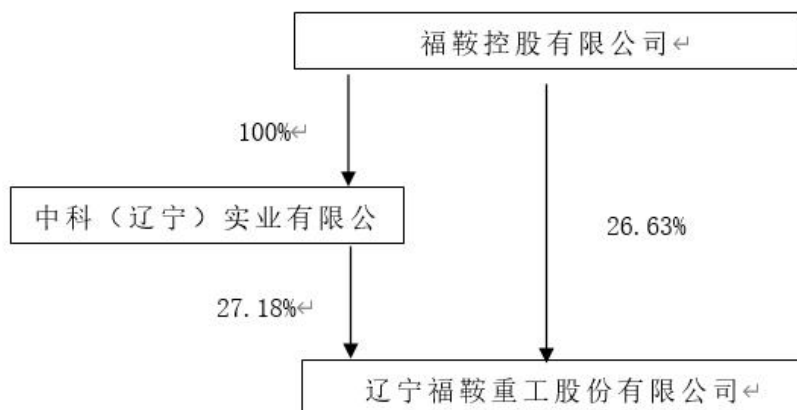 福鞍控股有限公司↵
100%↵
中科（辽宁）实业有限公
26.63%
27.18%↵
辽宁福鞍重工股份有限公司↵